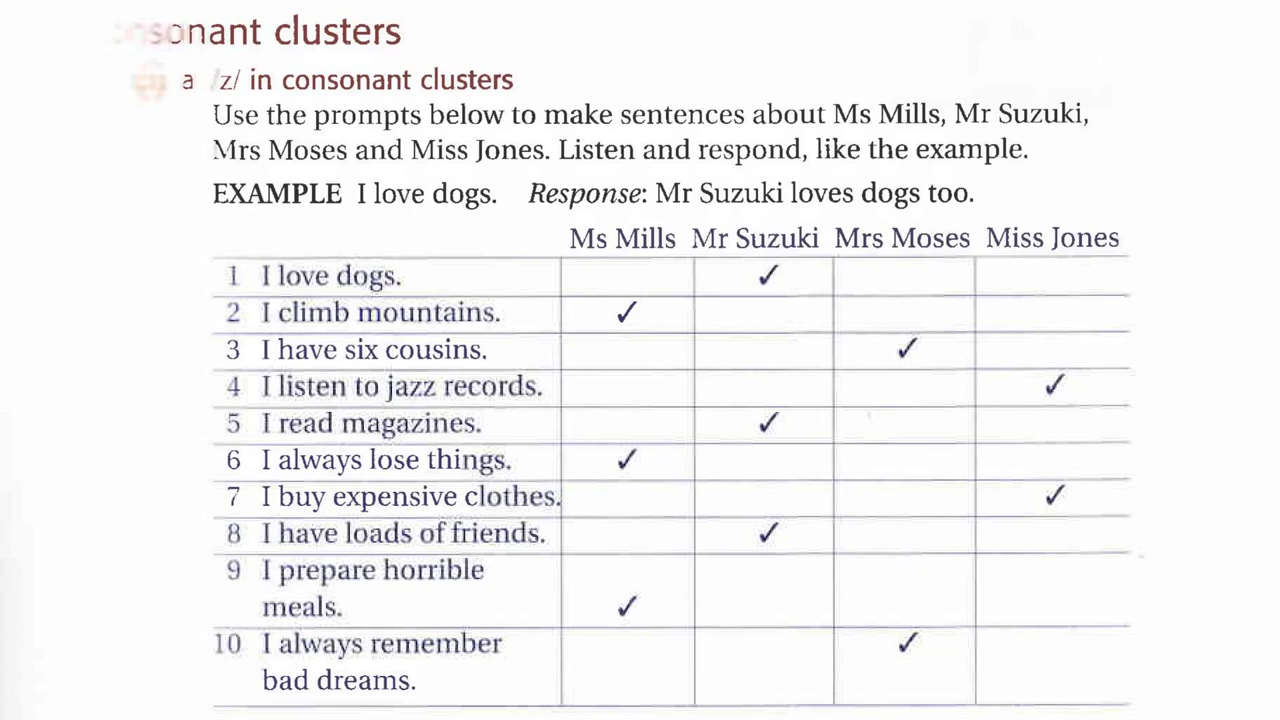 onsonant clusters
a /z/ in consonant clusters
Use the prompts below to make sentences about Ms Mills, Mr Suzuki,
Mrs Moses and Miss Jones. Listen and respond, like the example.
EXAMPLE I love dogs. Response: Mr Suzuki loves dogs too.
Ms Mills Mr Suzuki Mrs Moses Miss Jones
1 I love dogs. ✓
2 I climb mountains. ✓
3 I have six cousins. ✓
4 I listen to jazz records. ✓
5 I read magazines. ✓
6 I always lose things. ✓
7 I buy expensive clothes. ✓
8 I have loads of friends. ✓
9 I prepare horrible
meals. ✓
10 I always remember ✓
bad dreams.